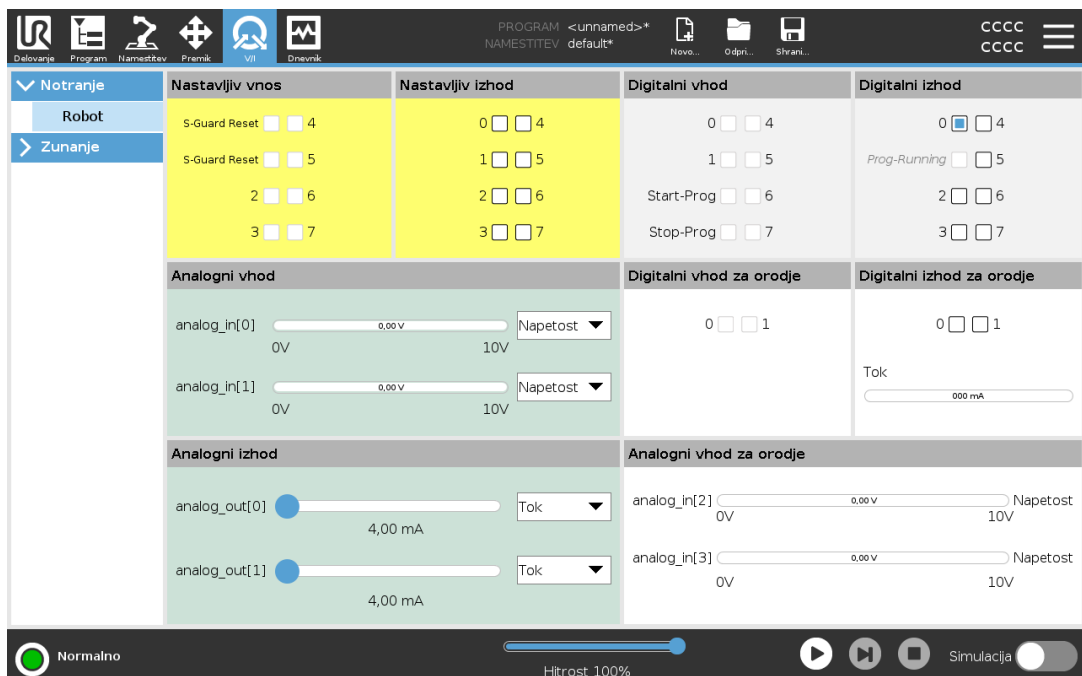 PROGRAM <unnamed>* CCCC
NAMESTITEV default* CCCC
Delovanje Program Namestitev Premik V/I Dnevnik Novo... Odpri... Shrani...
Notranje
Robot
Zunanje
Nastavljiv vnos Nastavljiv izhod Digitalni vhod Digitalni izhod
S-Guard Reset 4 0 4 0 4 0 4
S-Guard Reset 5 1 5 1 5 Prog-Running 5
2 6 2 6 Start-Prog 6 2 6
3 7 3 7 Stop-Prog 7 3 7
Analogni vhod Digitalni vhod za orodje Digitalni izhod za orodje
analog_in[0] 0,00 V Napetost 0 1 0 1
0V 10V
Tok
analog_in[1] 0,00 V Napetost 000 mA
0V 10V
Analogni izhod Analogni vhod za orodje
analog_out[0] Tok analog_in[2] 0,00 V Napetost
4,00 mA 0V 10V
analog_out[1] Tok analog_in[3] 0,00 V Napetost
4,00 mA 0V 10V
Normalno Hitrost 100% Simulacija